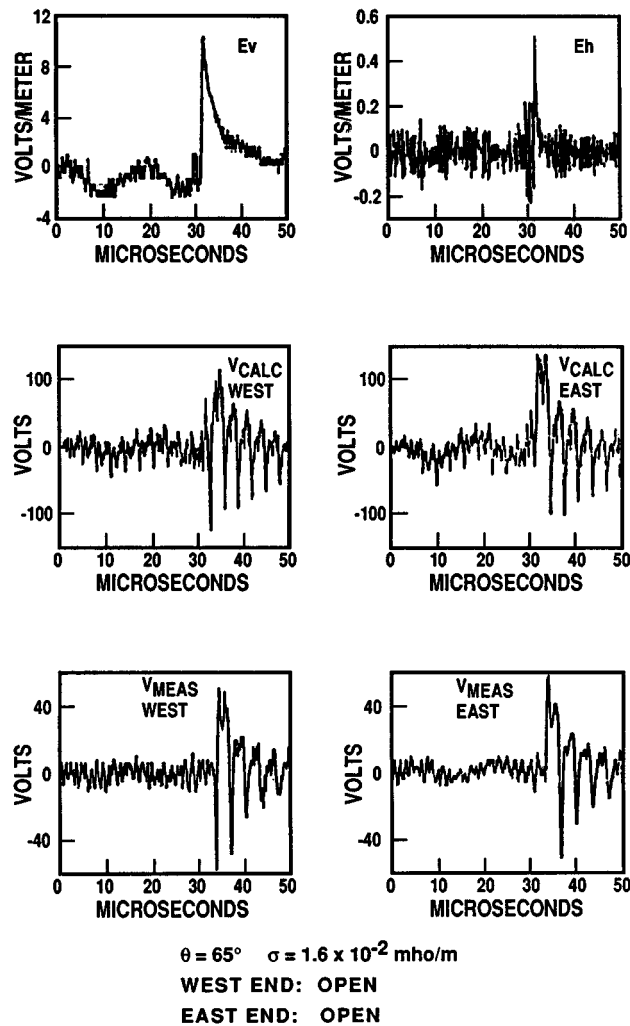 12
8
4
0
-4
VOLTS/METER
Ev
0 10 20 30 40 50
MICROSECONDS
0.6
0.4
0.2
0
-0.2
VOLTS/METER
Eh
0 10 20 30 40 50
MICROSECONDS
100
0
-100
VOLTS
VCALC
WEST
0 10 20 30 40 50
MICROSECONDS
100
0
-100
VOLTS
VCALC
EAST
0 10 20 30 40 50
MICROSECONDS
40
0
-40
VOLTS
VMEAS
WEST
0 10 20 30 40 50
MICROSECONDS
40
0
-40
VOLTS
VMEAS
EAST
0 10 20 30 40 50
MICROSECONDS
θ = 65° σ = 1.6 x 10-2 mho/m
WEST END: OPEN
EAST END: OPEN